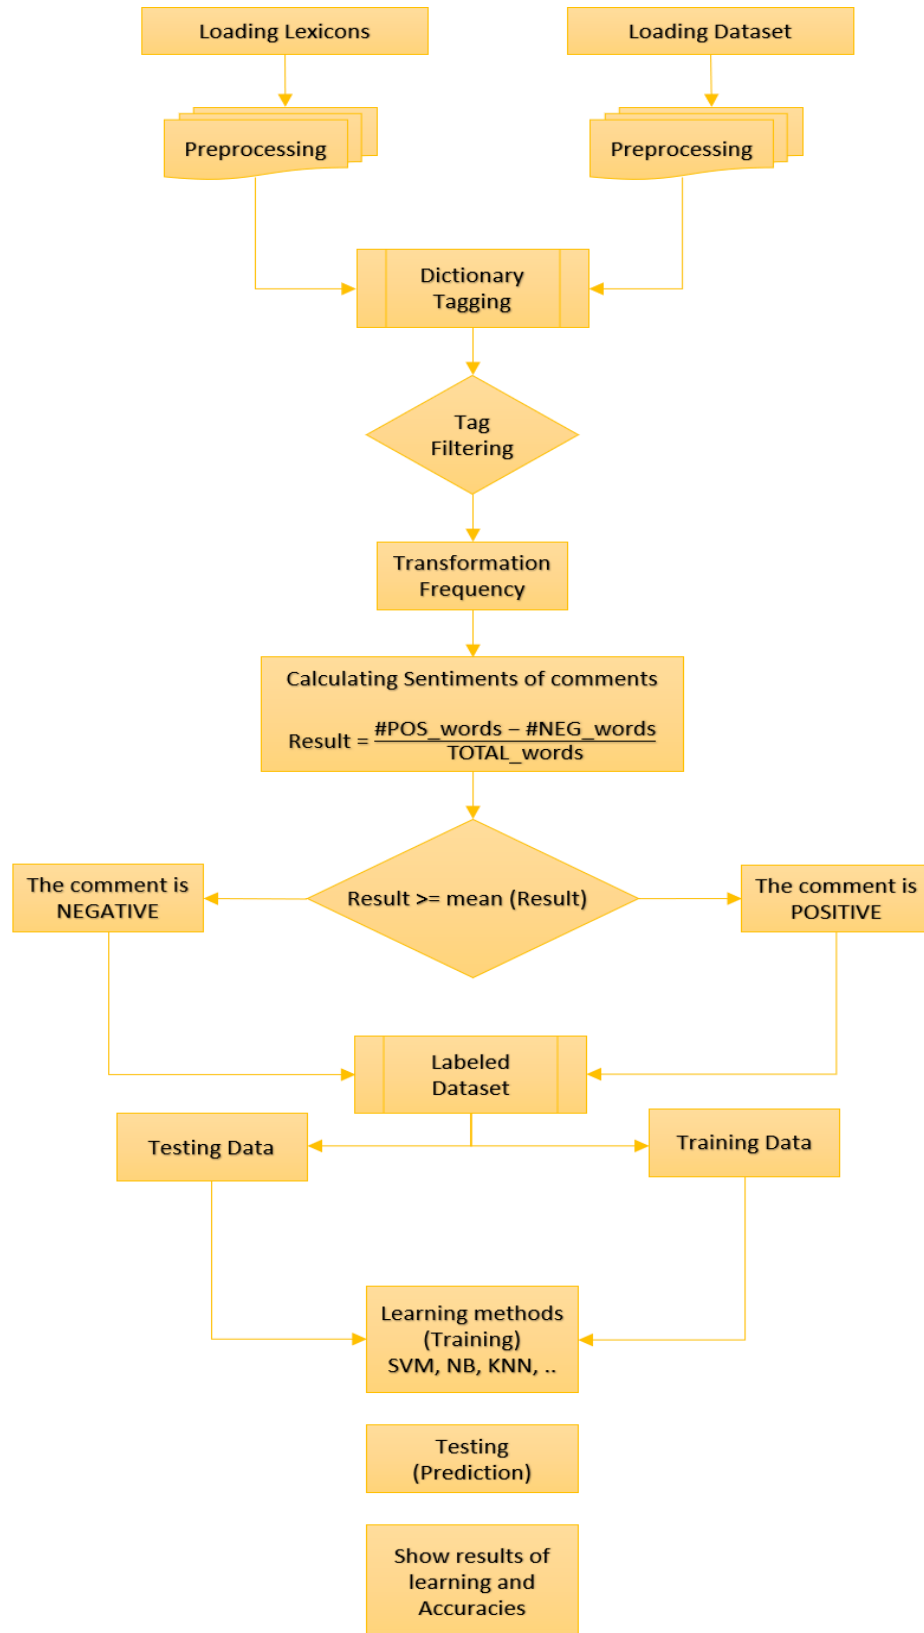 Loading Lexicons
Loading Dataset
Preprocessing
Preprocessing
Dictionary
Tagging
Tag
Filtering
Transformation
Frequency
Calculating Sentiments of comments
Result = #POS_words – #NEG_words
TOTAL_words
The comment is
NEGATIVE
Result >= mean (Result)
The comment is
POSITIVE
Labeled
Dataset
Testing Data
Training Data
Learning methods
(Training)
SVM, NB, KNN, ..
Testing
(Prediction)
Show results of
learning and
Accuracies